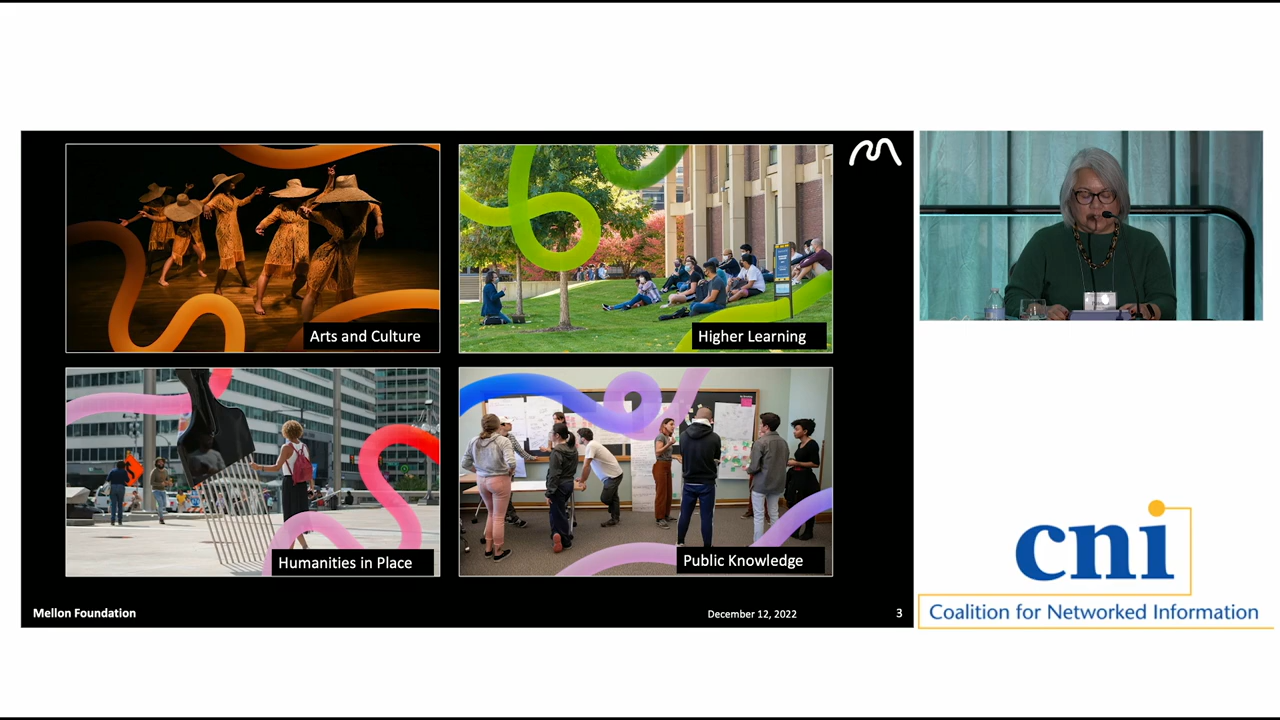 Arts and Culture
Higher Learning
Humanities in Place
Public Knowledge
Mellon Foundation
December 12, 2022
3
cni
Coalition for Networked Information